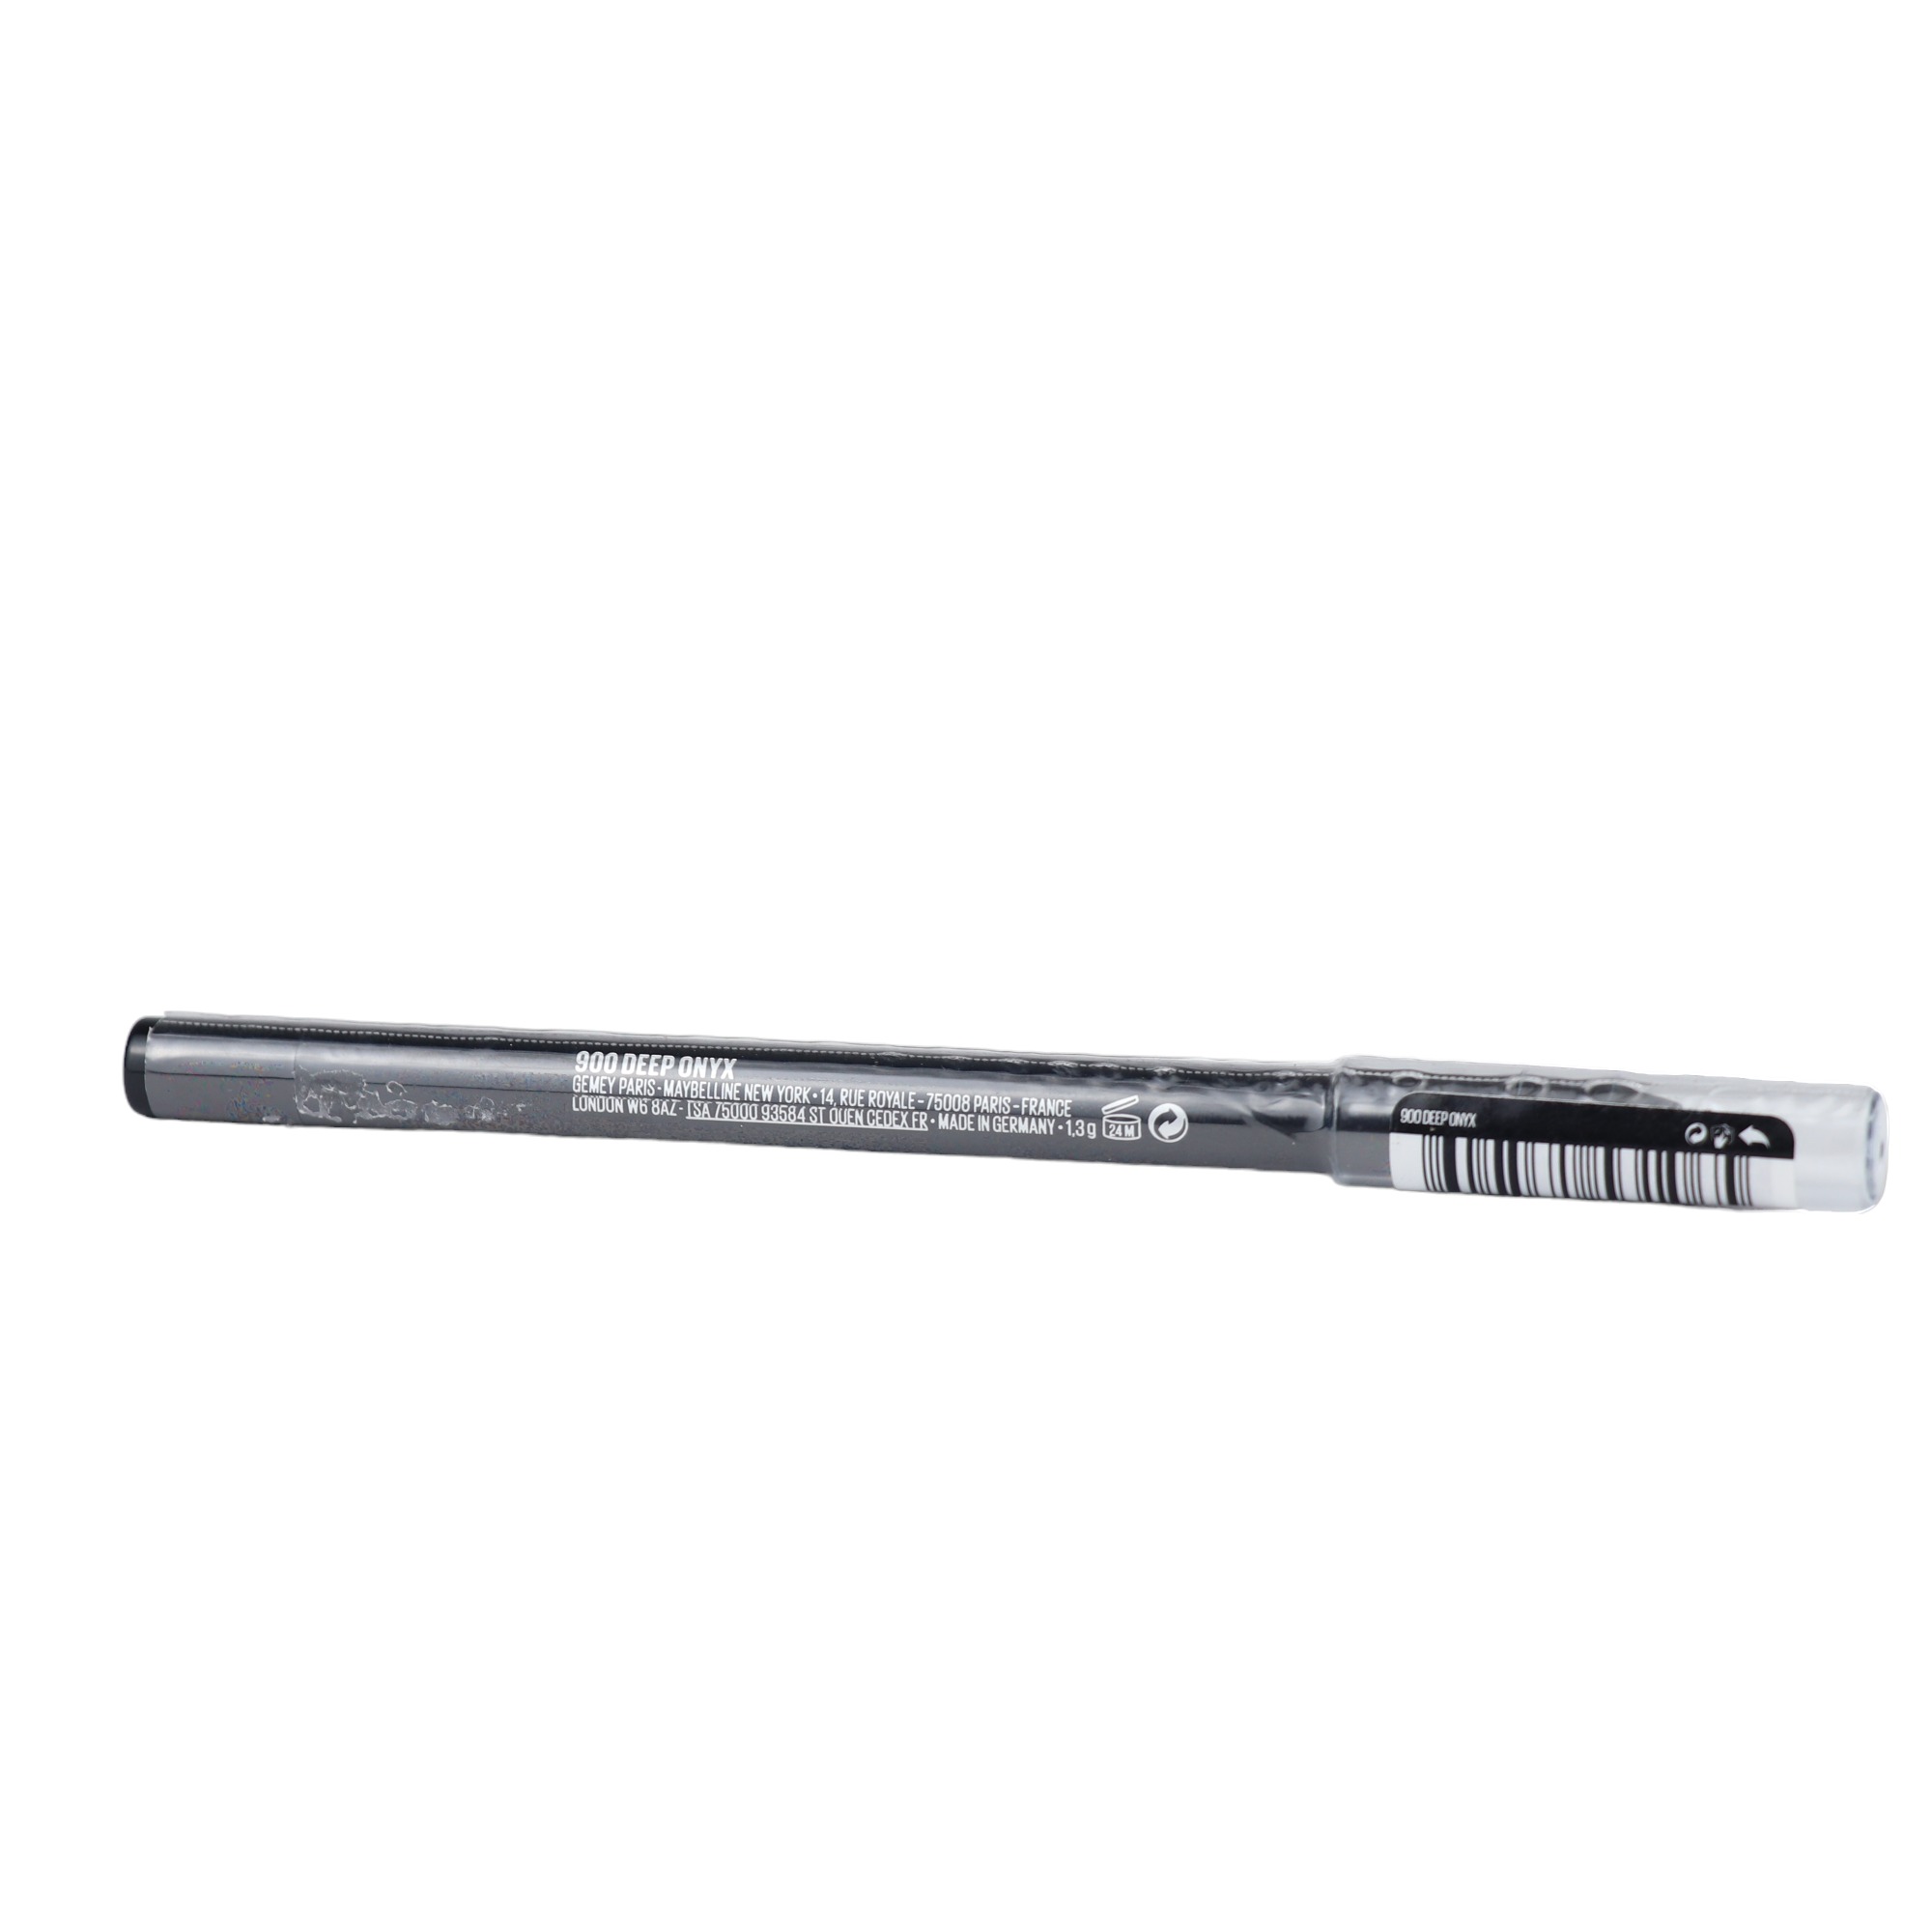 900 DEEP ONYX
GEMEY PARIS - MAYBELLINE NEW YORK • 14, RUE ROYALE - 75008 PARIS - FRANCE
LONDON W6 8AZ - TSA 75000 93584 ST OUEN CEDEX FR • MADE IN GERMANY • 1,3 g
24 M
900 DEEP ONYX